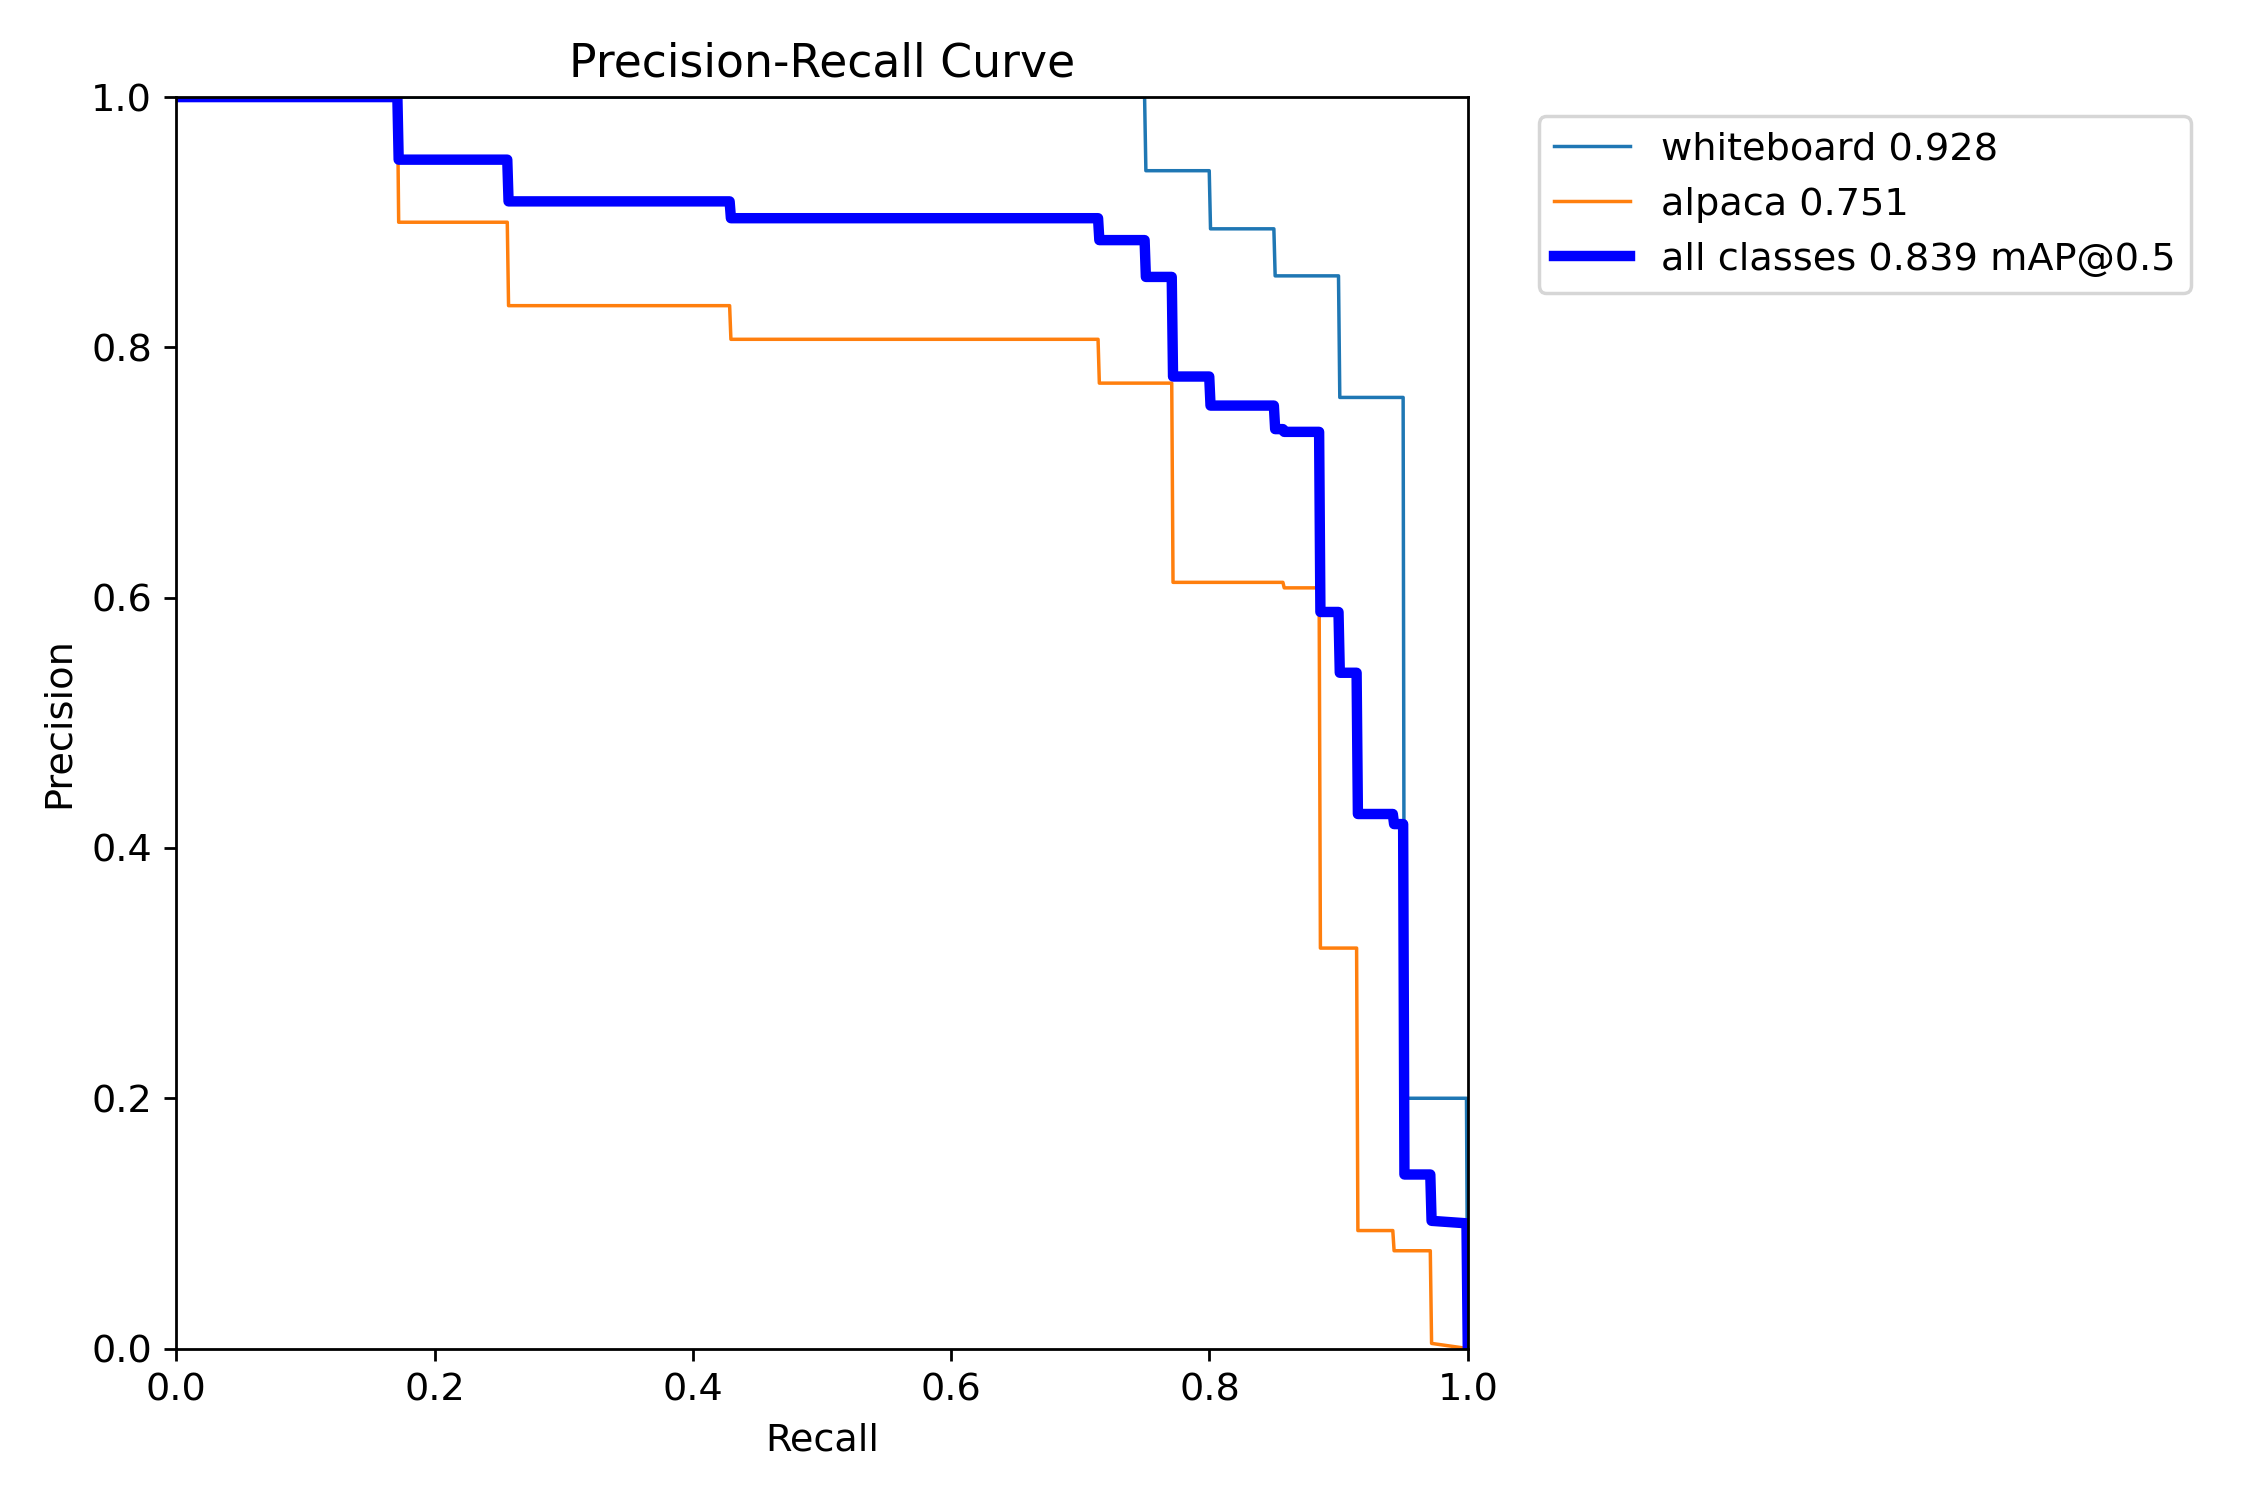 Precision-Recall Curve
1.0
0.8
0.6
0.4
0.2
0.0
Precision
0.0 0.2 0.4 0.6 0.8 1.0
Recall
whiteboard 0.928
alpaca 0.751
all classes 0.839 mAP@0.5